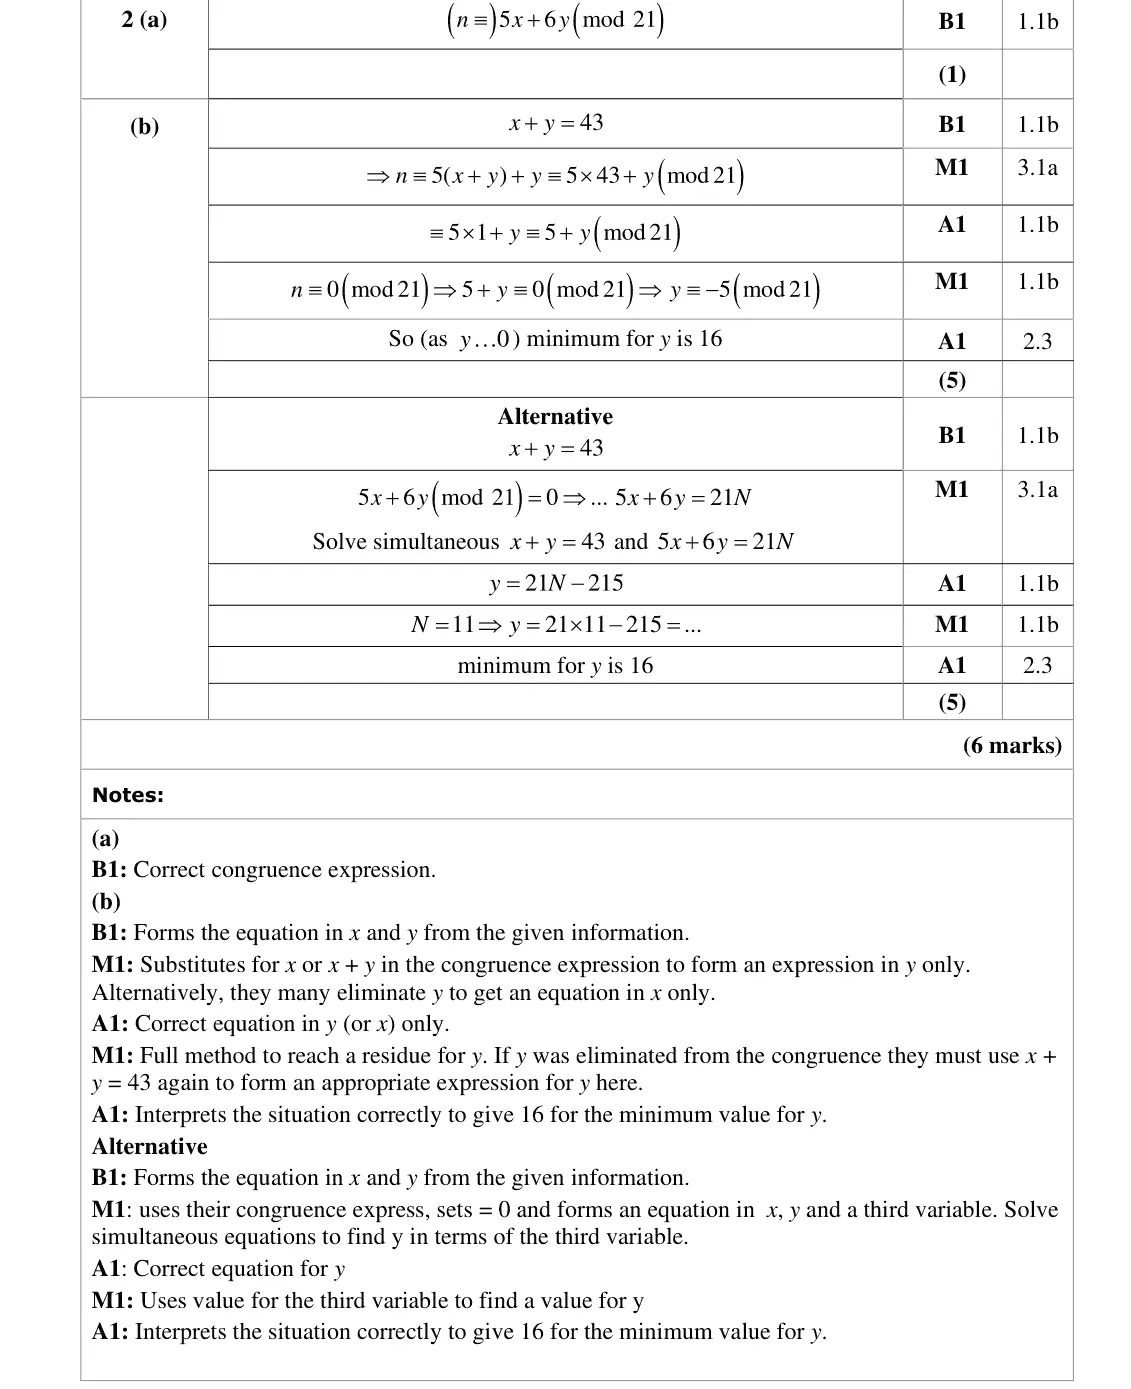 2 (a) (n ≡)5x + 6y(mod 21) B1 1.1b
(1)
(b) x + y = 43 B1 1.1b
⇒ n ≡ 5(x + y) + y ≡ 5 × 43 + y(mod 21) M1 3.1a
≡ 5 × 1 + y ≡ 5 + y(mod 21) A1 1.1b
n ≡ 0(mod 21) ⇒ 5 + y ≡ 0(mod 21) ⇒ y ≡ −5(mod 21) M1 1.1b
So (as y…0) minimum for y is 16 A1 2.3
(5)
Alternative
x + y = 43 B1 1.1b
5x + 6y(mod 21) = 0 ⇒ ... 5x + 6y = 21N M1 3.1a
Solve simultaneous x + y = 43 and 5x + 6y = 21N
y = 21N − 215 A1 1.1b
N = 11 ⇒ y = 21 × 11 − 215 = ... M1 1.1b
minimum for y is 16 A1 2.3
(5)
(6 marks)
Notes:
(a)
B1: Correct congruence expression.
(b)
B1: Forms the equation in x and y from the given information.
M1: Substitutes for x or x + y in the congruence expression to form an expression in y only.
Alternatively, they many eliminate y to get an equation in x only.
A1: Correct equation in y (or x) only.
M1: Full method to reach a residue for y. If y was eliminated from the congruence they must use x +
y = 43 again to form an appropriate expression for y here.
A1: Interprets the situation correctly to give 16 for the minimum value for y.
Alternative
B1: Forms the equation in x and y from the given information.
M1: uses their congruence express, sets = 0 and forms an equation in x, y and a third variable. Solve
simultaneous equations to find y in terms of the third variable.
A1: Correct equation for y
M1: Uses value for the third variable to find a value for y
A1: Interprets the situation correctly to give 16 for the minimum value for y.